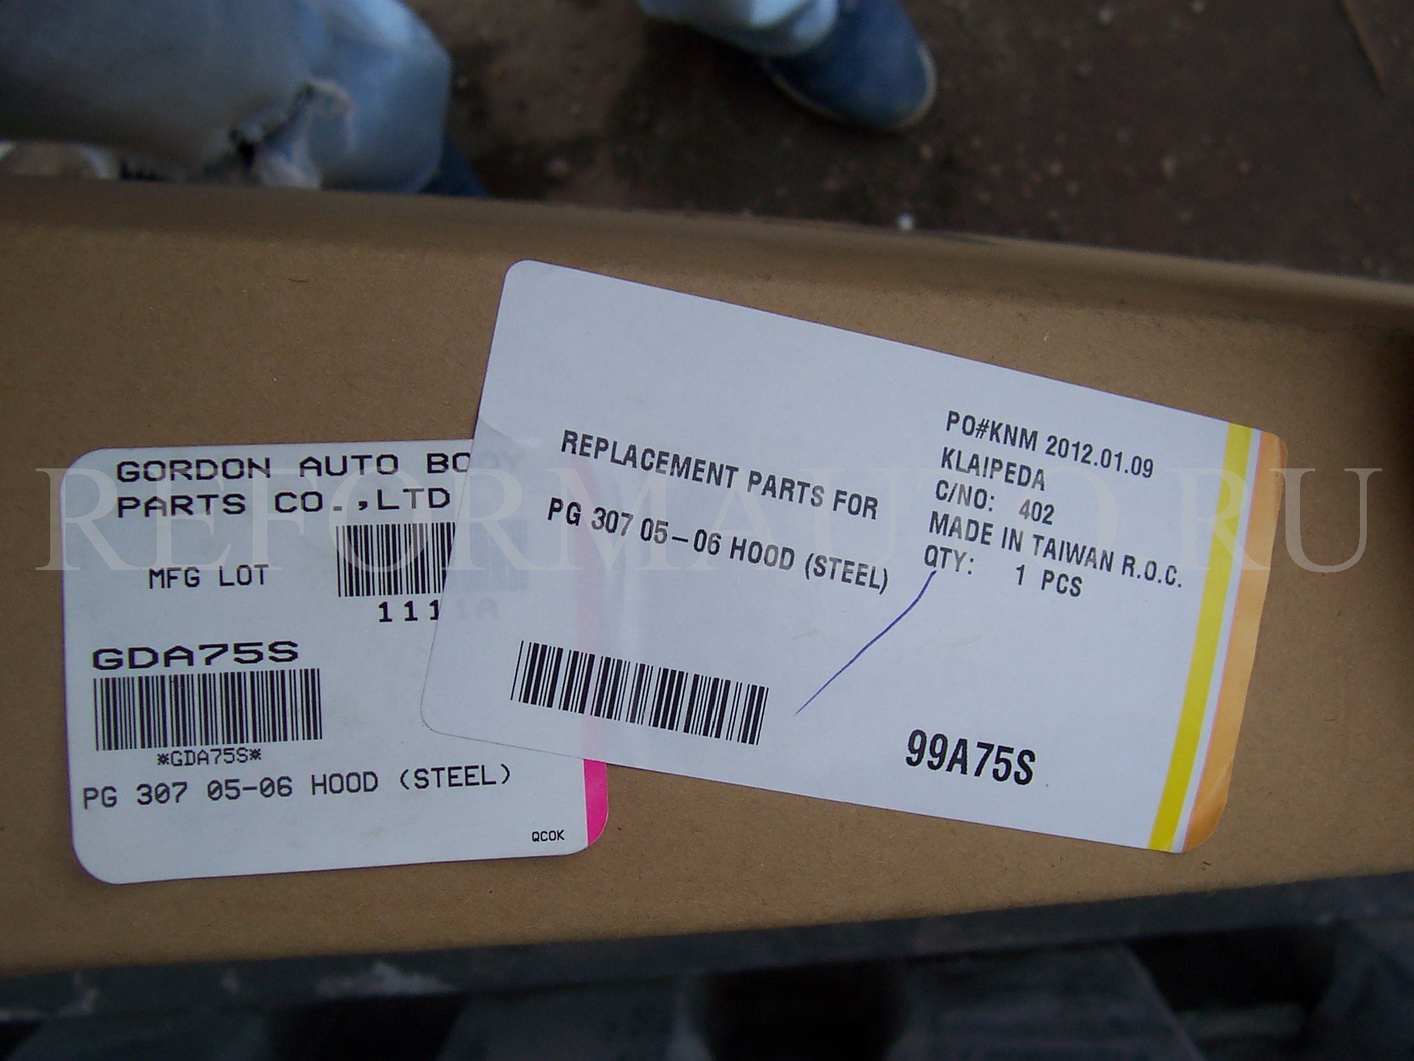 GORDON AUTO
PARTS CO.,LTD
MFG LOT
111
GDA75S
*GDA75S*
PG 307 05-06 HOOD (STEEL)
QCOK
REPLACEMENT PARTS FOR
PG 307 05-06 HOOD (STEEL)
PO#KNM 2012.01.09
KLAIPEDA
C/NO: 402
MADE IN TAIWAN R.O.C.
QTY: 1 PCS
99A75S
REFORMAUTO.RU